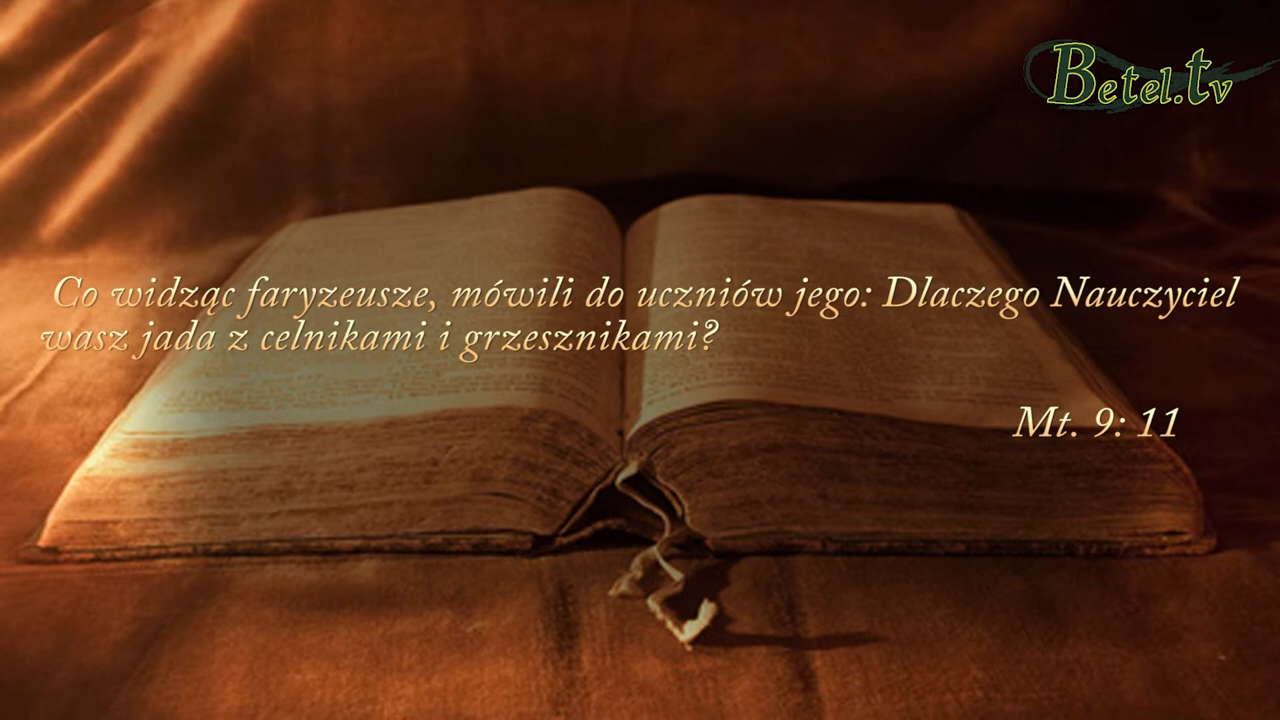 Betel.tv
Co widząc faryzeusze, mówili do uczniów jego: Dlaczego Nauczyciel
wasz jada z celnikami i grzesznikami?
Mt. 9: 11